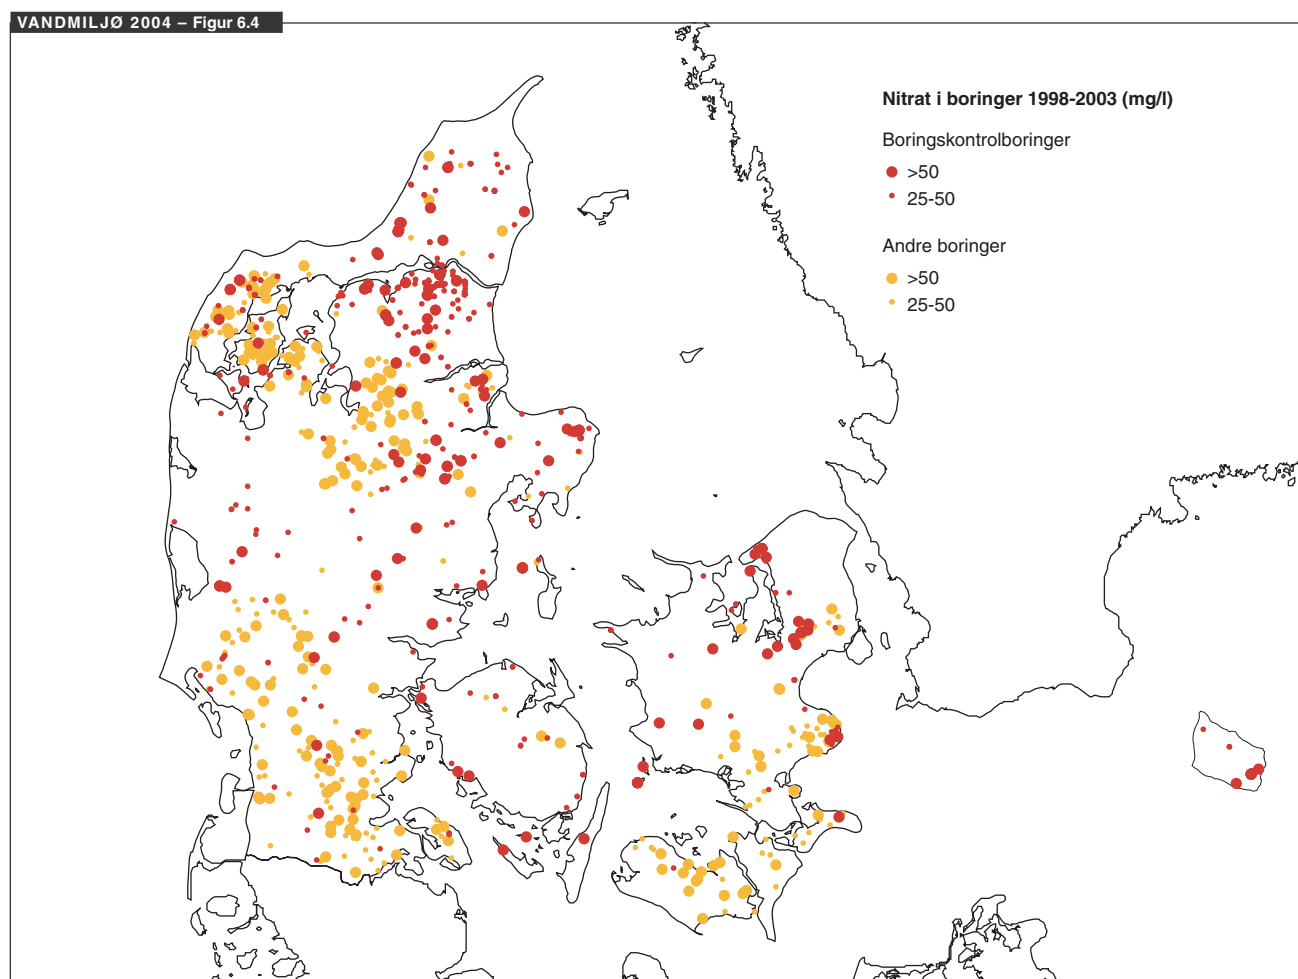 VANDMILJØ 2004 – Figur 6.4
Nitrat i boringer 1998-2003 (mg/l)
Boringskontrolboringer
>50
25-50
Andre boringer
>50
25-50